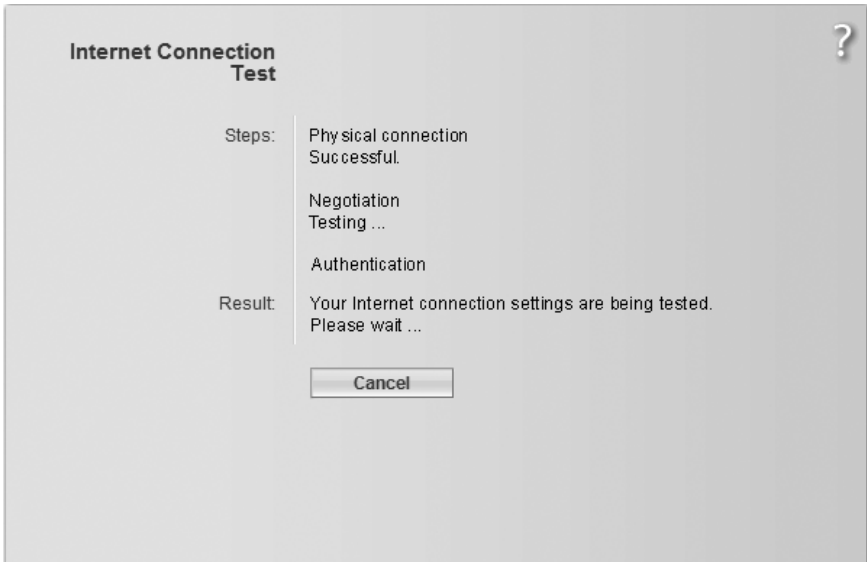 ?
Internet Connection
Test
Steps:
Physical connection
Successful.
Negotiation
Testing ...
Authentication
Result:
Your Internet connection settings are being tested.
Please wait ...
Cancel